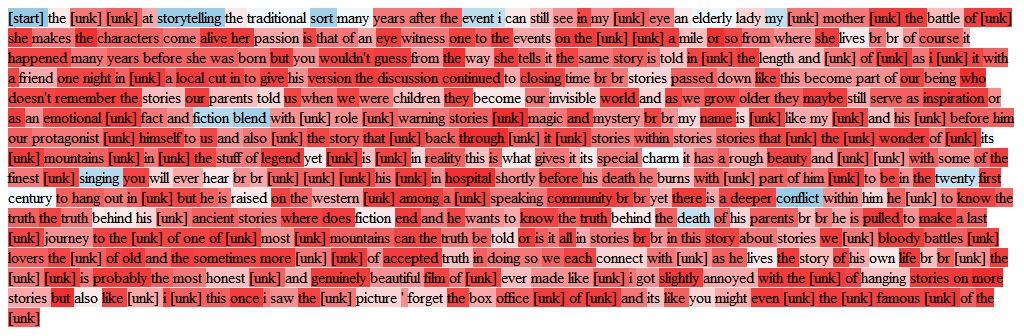 [start] the [unk] [unk] at storytelling the traditional sort many years after the event i can still see in my [unk] eye an elderly lady my [unk] mother [unk] the battle of [unk]
she makes the characters come alive her passion is that of an eye witness one to the events on the [unk] [unk] a mile or so from where she lives br br of course it
happened many years before she was born but you wouldn't guess from the way she tells it the same story is told in [unk] the length and [unk] of [unk] as i [unk] it with
a friend one night in [unk] a local cut in to give his version the discussion continued to closing time br br stories passed down like this become part of our being who
doesn't remember the stories our parents told us when we were children they become our invisible world and as we grow older they maybe still serve as inspiration or
as an emotional [unk] fact and fiction blend with [unk] role [unk] warning stories [unk] magic and mystery br br my name is [unk] like my [unk] and his [unk] before him
our protagonist [unk] himself to us and also [unk] the story that [unk] back through [unk] it [unk] stories within stories stories that [unk] the [unk] wonder of [unk] its
[unk] mountains [unk] in [unk] the stuff of legend yet [unk] is [unk] in reality this is what gives it its special charm it has a rough beauty and [unk] [unk] with some of the
finest [unk] singing you will ever hear br br [unk] [unk] [unk] his [unk] in hospital shortly before his death he burns with [unk] part of him [unk] to be in the twenty first
century to hang out in [unk] but he is raised on the western [unk] among a [unk] speaking community br br yet there is a deeper conflict within him he [unk] to know the
truth the truth behind his [unk] ancient stories where does fiction end and he wants to know the truth behind the death of his parents br br he is pulled to make a last
[unk] journey to the [unk] of one of [unk] most [unk] mountains can the truth be told or is it all in stories br br in this story about stories we [unk] bloody battles [unk]
lovers the [unk] of old and the sometimes more [unk] [unk] of accepted truth in doing so we each connect with [unk] as he lives the story of his own life br br [unk] the
[unk] [unk] is probably the most honest [unk] and genuinely beautiful film of [unk] ever made like [unk] i got slightly annoyed with the [unk] of hanging stories on more
stories but also like [unk] i [unk] this once i saw the [unk] picture ' forget the box office [unk] of [unk] and its like you might even [unk] the [unk] famous [unk] of the
[unk]